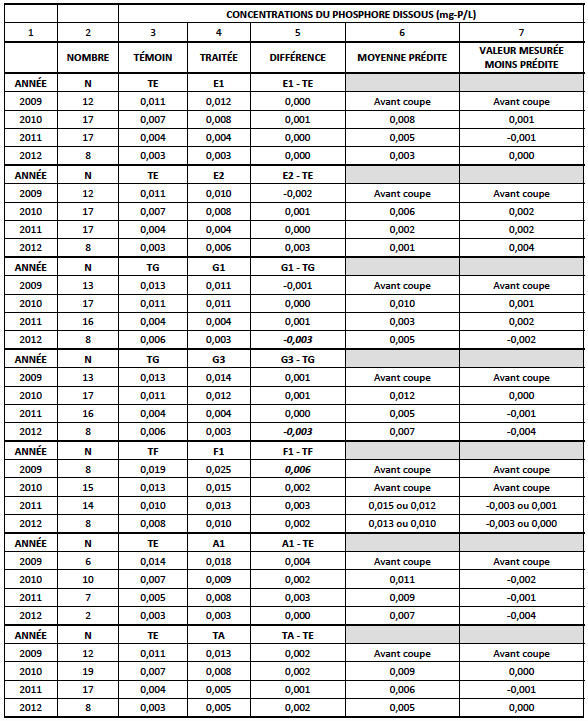 CONCENTRATIONS DU PHOSPHORE DISSOUS (mg-P/L)
1 2 3 4 5 6 7
NOMBRE TÉMOIN TRAITÉE DIFFÉRENCE MOYENNE PRÉDITE VALEUR MESURÉE
MOINS PRÉDITE
ANNÉE N TE E1 E1 - TE
2009 12 0,011 0,012 0,000 Avant coupe Avant coupe
2010 17 0,007 0,008 0,001 0,008 0,001
2011 17 0,004 0,004 0,000 0,005 -0,001
2012 8 0,003 0,003 0,000 0,003 0,000
ANNÉE N TE E2 E2 - TE
2009 12 0,011 0,010 -0,002 Avant coupe Avant coupe
2010 17 0,007 0,008 0,001 0,006 0,002
2011 17 0,004 0,004 0,000 0,002 0,002
2012 8 0,003 0,006 0,003 0,001 0,004
ANNÉE N TG G1 G1 - TG
2009 13 0,013 0,011 -0,001 Avant coupe Avant coupe
2010 17 0,011 0,011 0,000 0,010 0,001
2011 16 0,004 0,004 0,001 0,003 0,002
2012 8 0,006 0,003 -0,003 0,005 -0,002
ANNÉE N TG G3 G3 - TG
2009 13 0,013 0,014 0,001 Avant coupe Avant coupe
2010 17 0,011 0,012 0,001 0,012 0,000
2011 16 0,004 0,004 0,000 0,005 -0,001
2012 8 0,006 0,003 -0,003 0,007 -0,004
ANNÉE N TF F1 F1 - TF
2009 8 0,019 0,025 0,006 Avant coupe Avant coupe
2010 15 0,013 0,015 0,002 Avant coupe Avant coupe
2011 14 0,010 0,013 0,003 0,015 ou 0,012 -0,003 ou 0,001
2012 8 0,008 0,010 0,002 0,013 ou 0,010 -0,003 ou 0,000
ANNÉE N TE A1 A1 - TE
2009 6 0,014 0,018 0,004 Avant coupe Avant coupe
2010 10 0,007 0,009 0,002 0,011 -0,002
2011 7 0,005 0,008 0,003 0,009 -0,001
2012 2 0,003 0,003 0,000 0,007 -0,004
ANNÉE N TE TA TA - TE
2009 12 0,011 0,013 0,002 Avant coupe Avant coupe
2010 19 0,007 0,008 0,002 0,009 0,000
2011 17 0,004 0,005 0,001 0,006 -0,001
2012 8 0,003 0,005 0,002 0,005 0,000